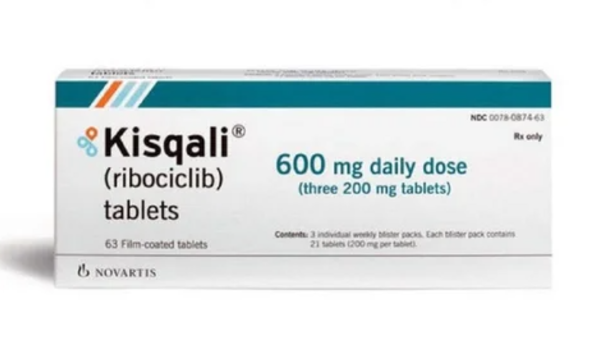 NDC 0078-0874-63
Rx only
Kisqali®
(ribociclib)
tablets
63 Film-coated tablets
600 mg daily dose
(three 200 mg tablets)
Contents: 3 individual weekly blister packs. Each blister pack contains
21 tablets (200 mg per tablet).
NOVARTIS